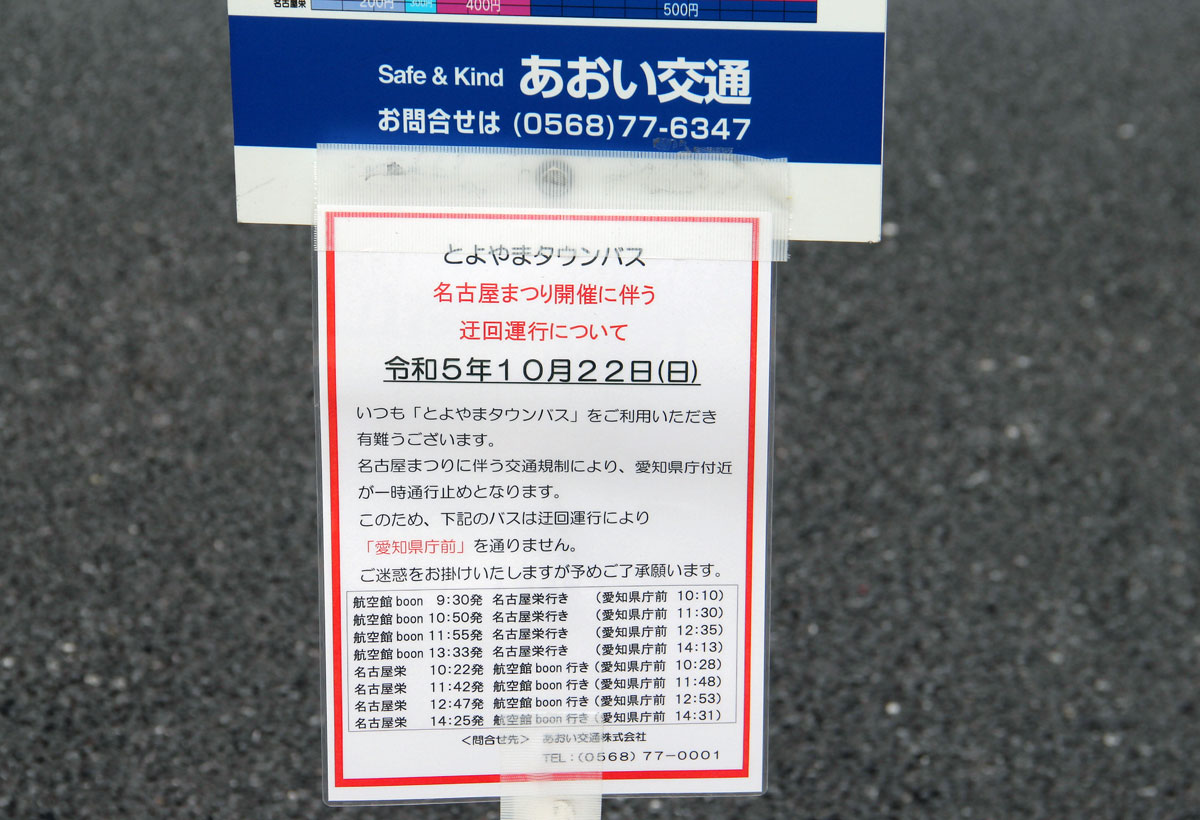 名古屋栄 200円 300円 400円 500円
Safe & Kind あおい交通
お問合せは (0568)77-6347
とよやまタウンバス
名古屋まつり開催に伴う
迂回運行について
令和5年10月22日(日)
いつも「とよやまタウンバス」をご利用いただき
有難うございます。
名古屋まつりに伴う交通規制により、愛知県庁付近
が一時通行止めとなります。
このため、下記のバスは迂回運行により
「愛知県庁前」を通りません。
ご迷惑をお掛けいたしますが予めご了承願います。
航空館boon 9:30発 名古屋栄行き (愛知県庁前 10:10)
航空館boon 10:50発 名古屋栄行き (愛知県庁前 11:30)
航空館boon 11:55発 名古屋栄行き (愛知県庁前 12:35)
航空館boon 13:33発 名古屋栄行き (愛知県庁前 14:13)
名古屋栄 10:22発 航空館boon行き(愛知県庁前 10:28)
名古屋栄 11:42発 航空館boon行き(愛知県庁前 11:48)
名古屋栄 12:47発 航空館boon行き(愛知県庁前 12:53)
名古屋栄 14:25発 航空館boon行き(愛知県庁前 14:31)
<問合せ先> あおい交通株式会社
TEL:(0568)77-0001